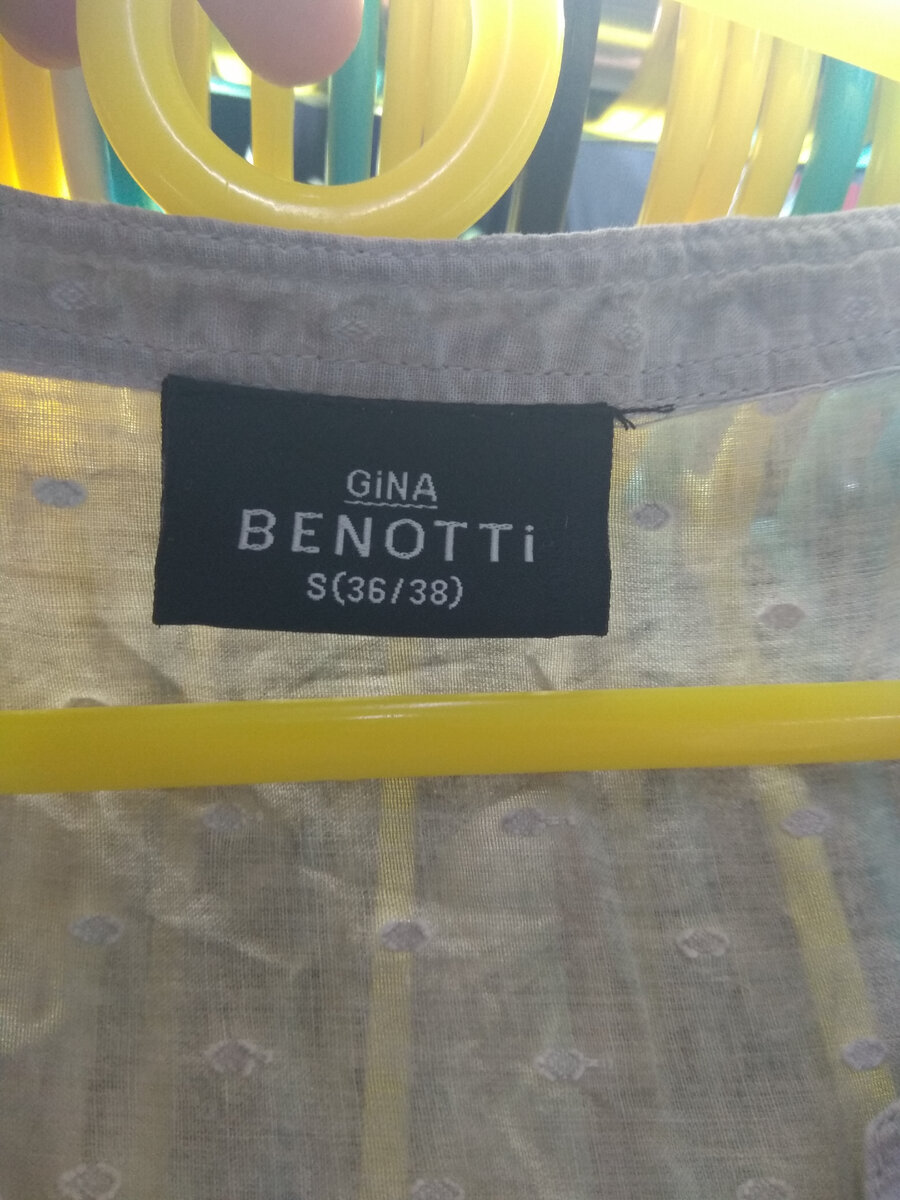 GiNA
BENOTTi
S(36/38)